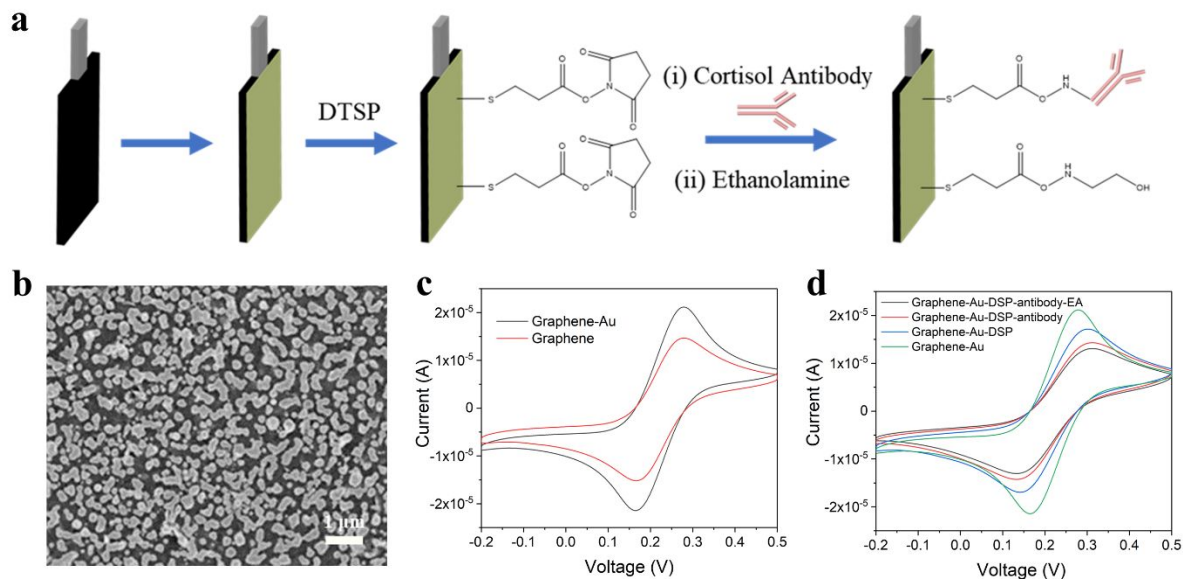 a
DTSP
S
O
O
N
O
O
S
O
O
N
O
O
(i) Cortisol Antibody
(ii) Ethanolamine
S
O
O
H
N
S
O
O
H
N
OH
b
1 μm
c
Graphene-Au
Graphene
Current (A)
2x10⁻⁵
1x10⁻⁵
0
-1x10⁻⁵
-2x10⁻⁵
-0.2 -0.1 0.0 0.1 0.2 0.3 0.4 0.5
Voltage (V)
d
Graphene-Au-DSP-antibody-EA
Graphene-Au-DSP-antibody
Graphene-Au-DSP
Graphene-Au
Current (A)
2x10⁻⁵
1x10⁻⁵
0
-1x10⁻⁵
-2x10⁻⁵
-0.2 -0.1 0.0 0.1 0.2 0.3 0.4 0.5
Voltage (V)